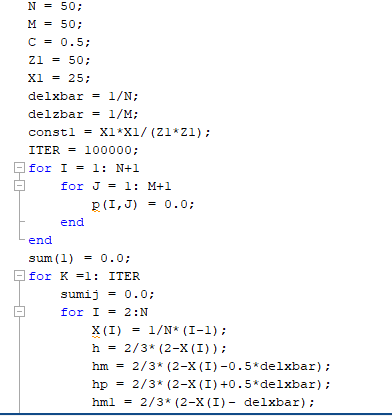 N = 50;
M = 50;
C = 0.5;
Z1 = 50;
X1 = 25;
delxbar = 1/N;
delzbar = 1/M;
const1 = X1*X1/(Z1*Z1);
ITER = 100000;
for I = 1: N+1
for J = 1: M+1
p(I,J) = 0.0;
end
end
sum(1) = 0.0;
for K =1: ITER
sumij = 0.0;
for I = 2:N
X(I) = 1/N*(I-1);
h = 2/3*(2-X(I));
hm = 2/3*(2-X(I)-0.5*delxbar);
hp = 2/3*(2-X(I)+0.5*delxbar);
hm1 = 2/3*(2-X(I)- delxbar);